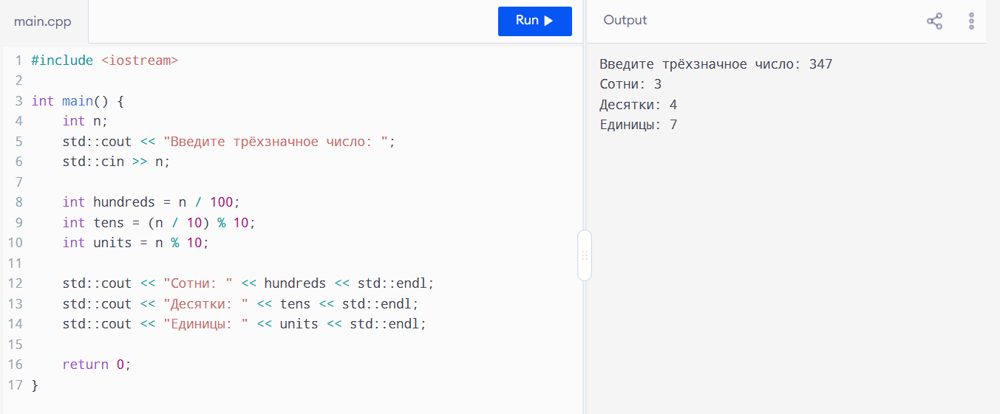 main.cpp
Run
1 #include <iostream>
2
3 int main() {
4     int n;
5     std::cout << "Введите трёхзначное число: ";
6     std::cin >> n;
7
8     int hundreds = n / 100;
9     int tens = (n / 10) % 10;
10     int units = n % 10;
11
12     std::cout << "Сотни: " << hundreds << std::endl;
13     std::cout << "Десятки: " << tens << std::endl;
14     std::cout << "Единицы: " << units << std::endl;
15
16     return 0;
17 }
Output
Введите трёхзначное число: 347
Сотни: 3
Десятки: 4
Единицы: 7